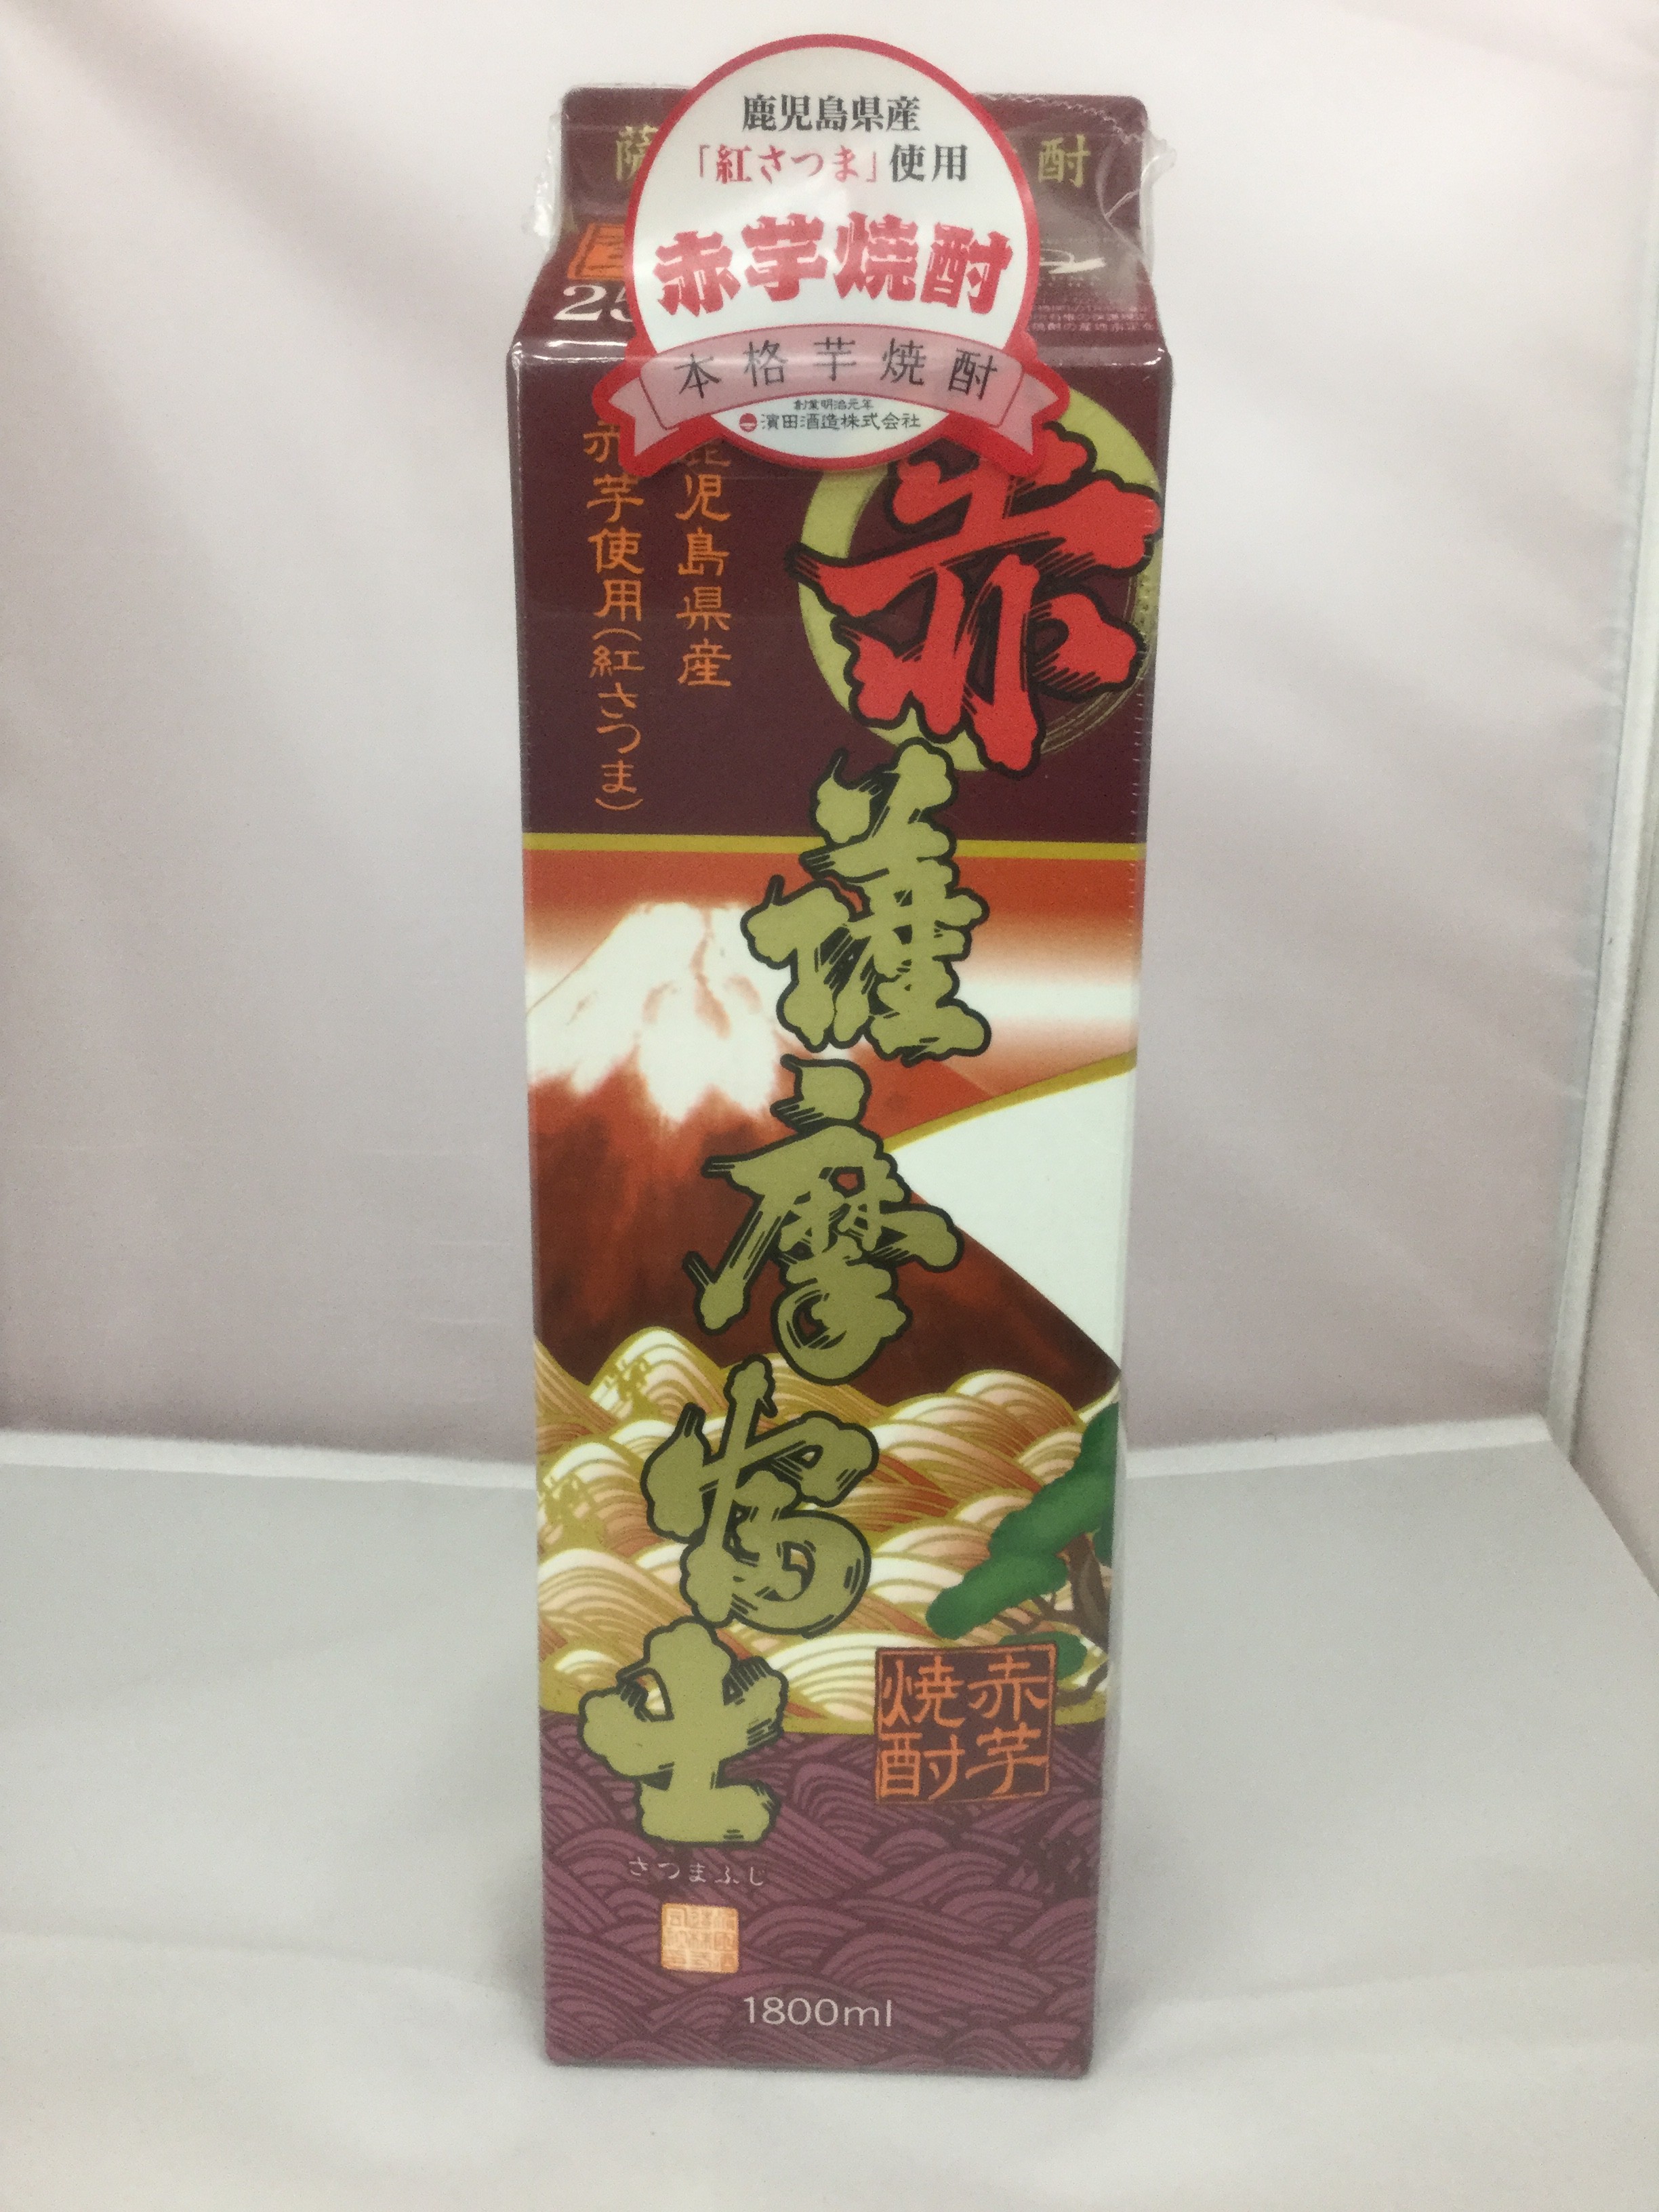 鹿児島県産
「紅さつま」使用
赤芋焼酎
本格芋焼酎
創業明治元年
濵田酒造株式会社
薩
酎
25
鹿児島県産
赤芋使用(紅さつま)
赤薩摩富士
さつまふじ
赤芋
焼酎
1800ml